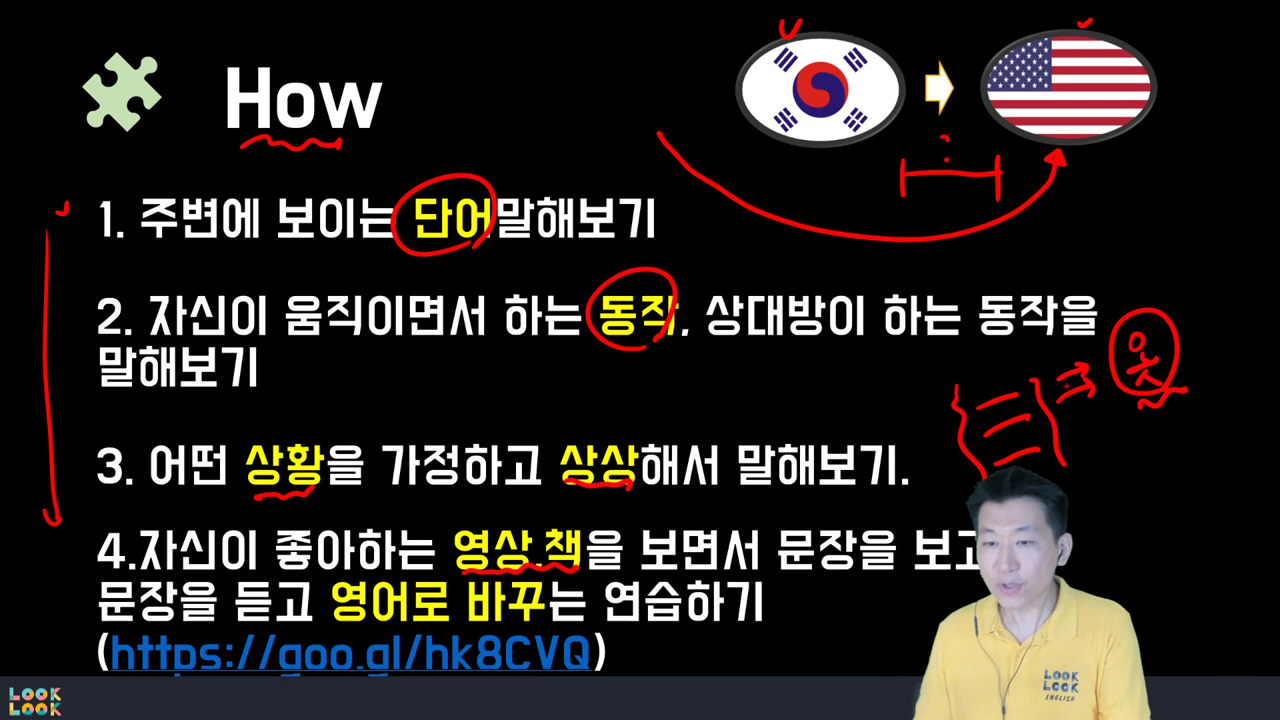 How
1. 주변에 보이는 단어말해보기
2. 자신이 움직이면서 하는 동작, 상대방이 하는 동작을
말해보기
옷
3. 어떤 상황을 가정하고 상상해서 말해보기.
4.자신이 좋아하는 영상,책을 보면서 문장을 보고
문장을 듣고 영어로 바꾸는 연습하기
(https://goo.gl/hk8CVQ)
LOOK
LOOK
ENGLISH
LOOK
LOOK